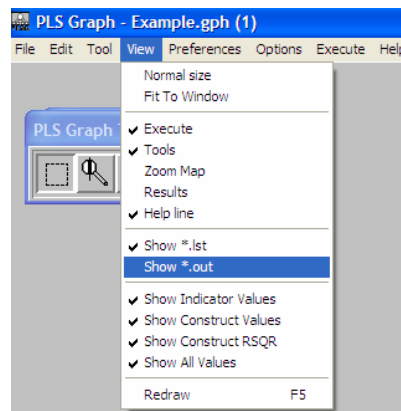 PLS Graph - Example.gph (1)
File Edit Tool View Preferences Options Execute Help
Normal size
Fit To Window
PLS Graph
Execute
Tools
Zoom Map
Results
Help line
Show *.lst
Show *.out
Show Indicator Values
Show Construct Values
Show Construct RSQR
Show All Values
Redraw F5